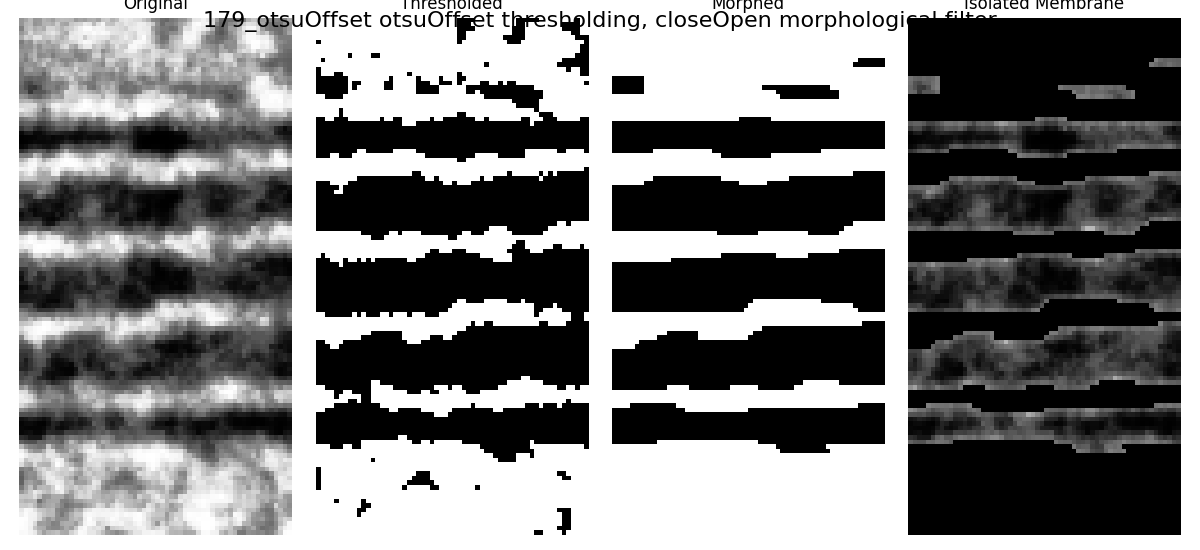 179_otsuOffset otsuOffset thresholding, closeOpen morphological filter
Original
Thresholded
Morphed
Isolated Membrane